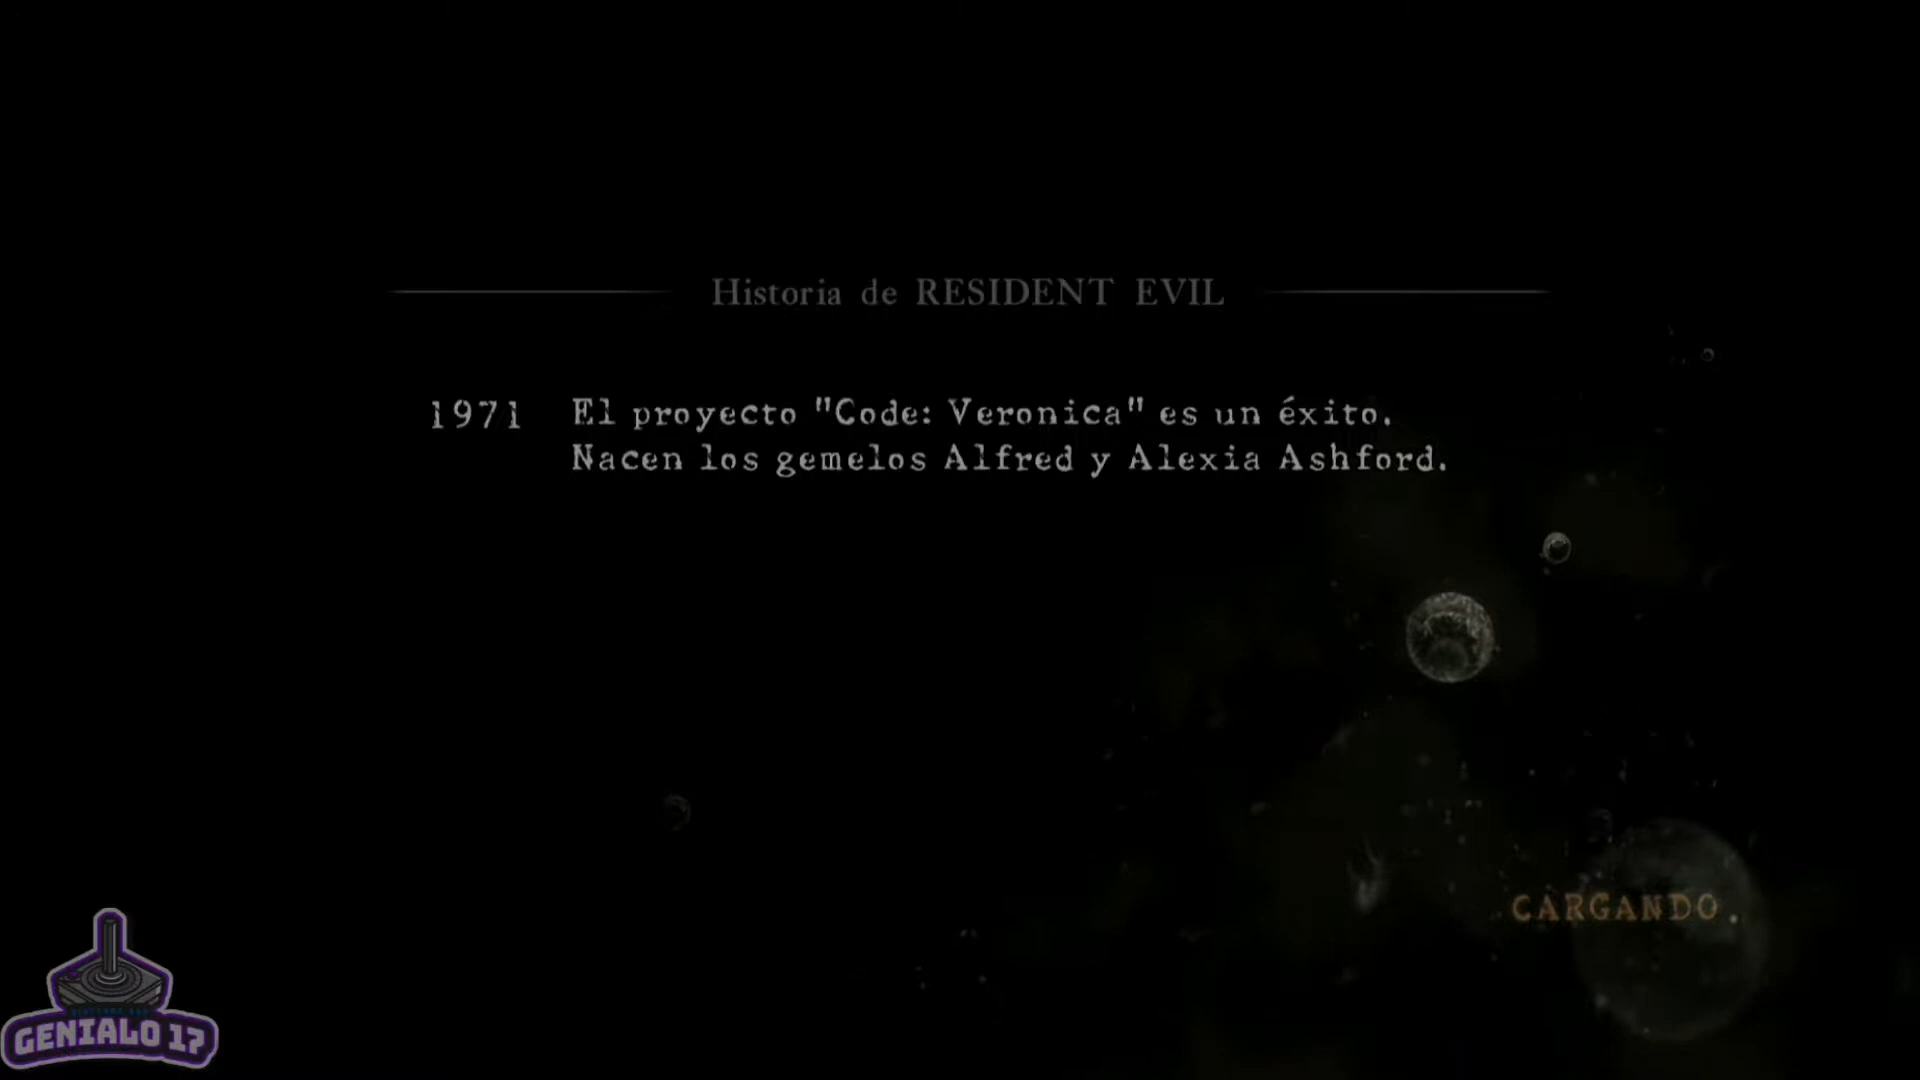 Historia de RESIDENT EVIL
1971 El proyecto "Code: Veronica" es un éxito.
Nacen los gemelos Alfred y Alexia Ashford.
CARGANDO.
GENIALO 17